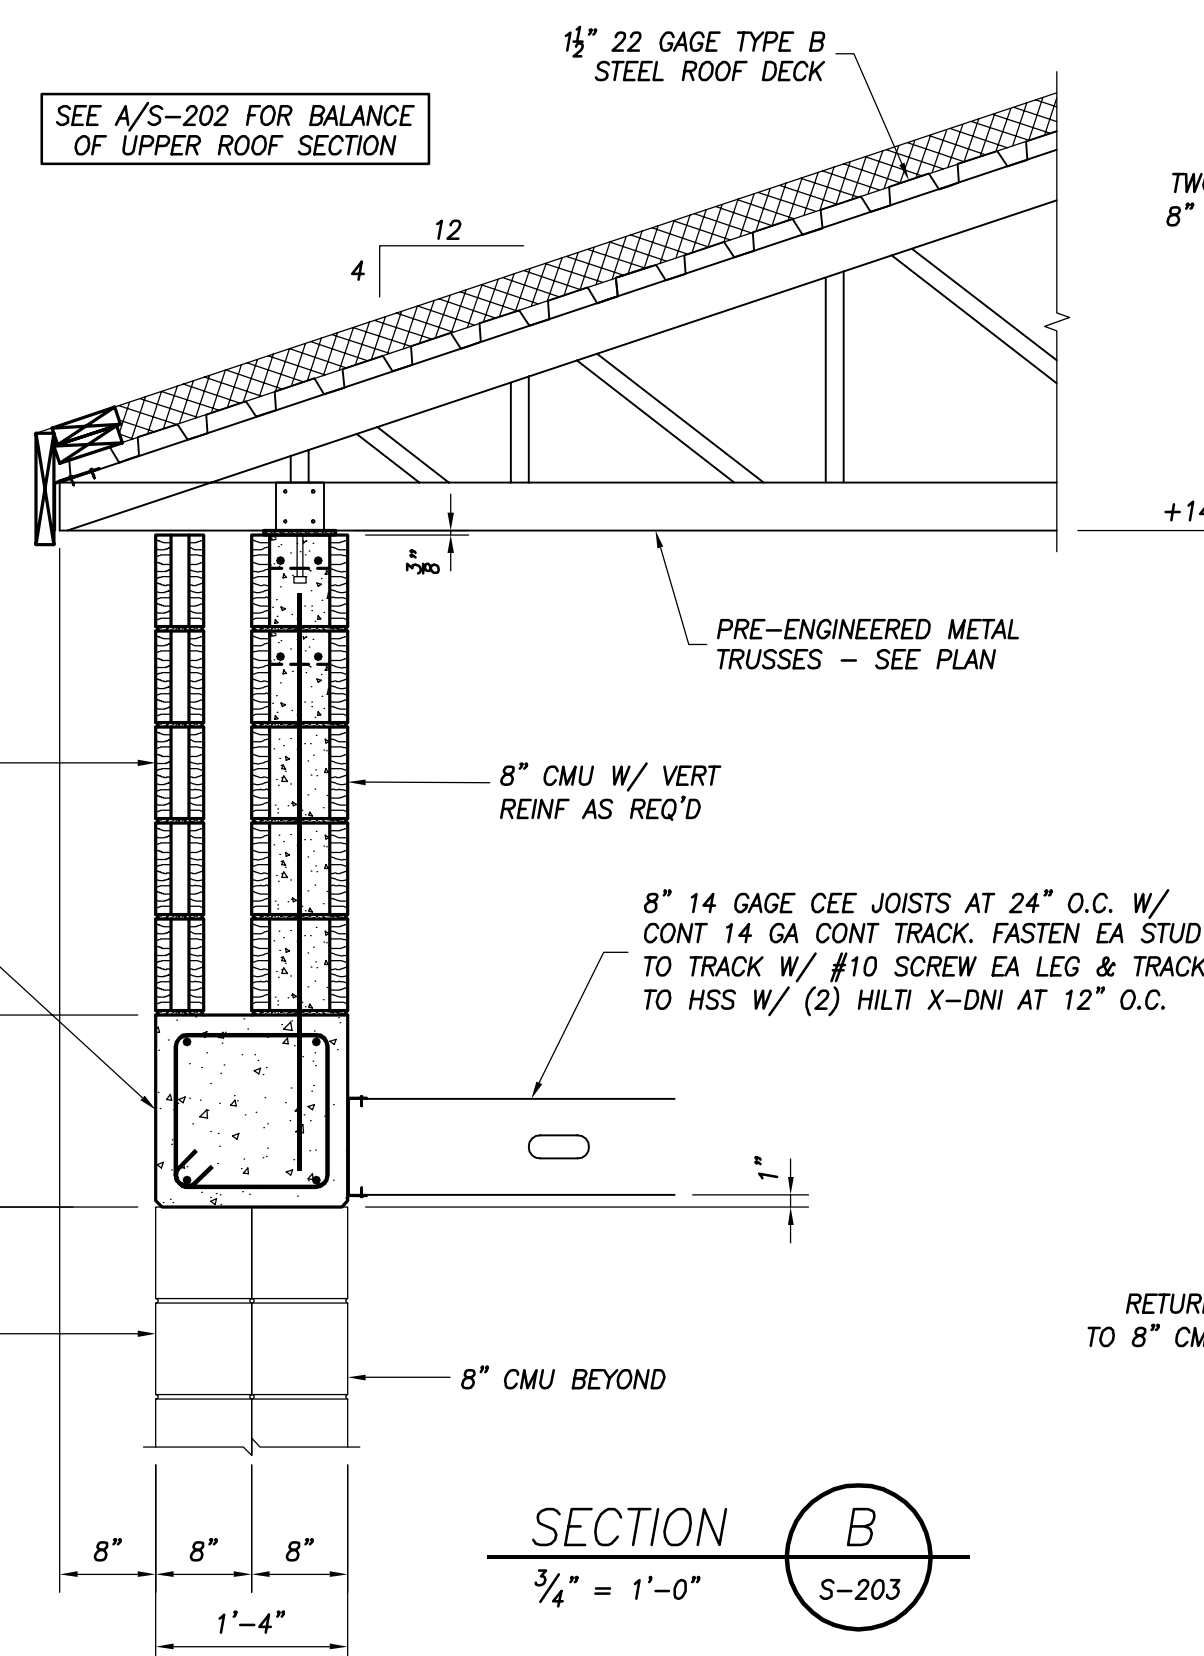 1½" 22 GAGE TYPE B
STEEL ROOF DECK
SEE A/S-202 FOR BALANCE
OF UPPER ROOF SECTION
8"
12
4
+14
3/8"
PRE-ENGINEERED METAL
TRUSSES - SEE PLAN
8" CMU W/ VERT
REINF AS REQ'D
8" 14 GAGE CEE JOISTS AT 24" O.C. W/
CONT 14 GA CONT TRACK. FASTEN EA STUD
TO TRACK W/ #10 SCREW EA LEG & TRACK
TO HSS W/ (2) HILTI X-DNI AT 12" O.C.
1"
TO 8"
8" CMU BEYOND
8" 8" 8"
1'-4"
SECTION B
3/4" = 1'-0" S-203